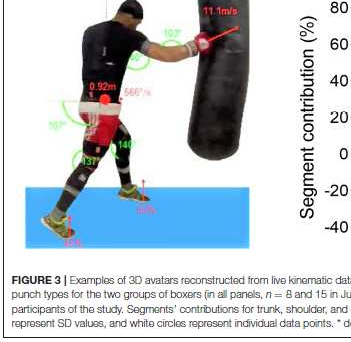 11.1m/s
103°
0.92m
566°/s
107°
140
137°
80
60
40
20
0
-20
-40
Segment contribution (%)
FIGURE 3 | Examples of 3D avatars reconstructed from live kinematic dat
punch types for the two groups of boxers (in all panels, n = 8 and 15 in Ju
participants of the study. Segments' contributions for trunk, shoulder, and
represent SD values, and white circles represent individual data points. * d